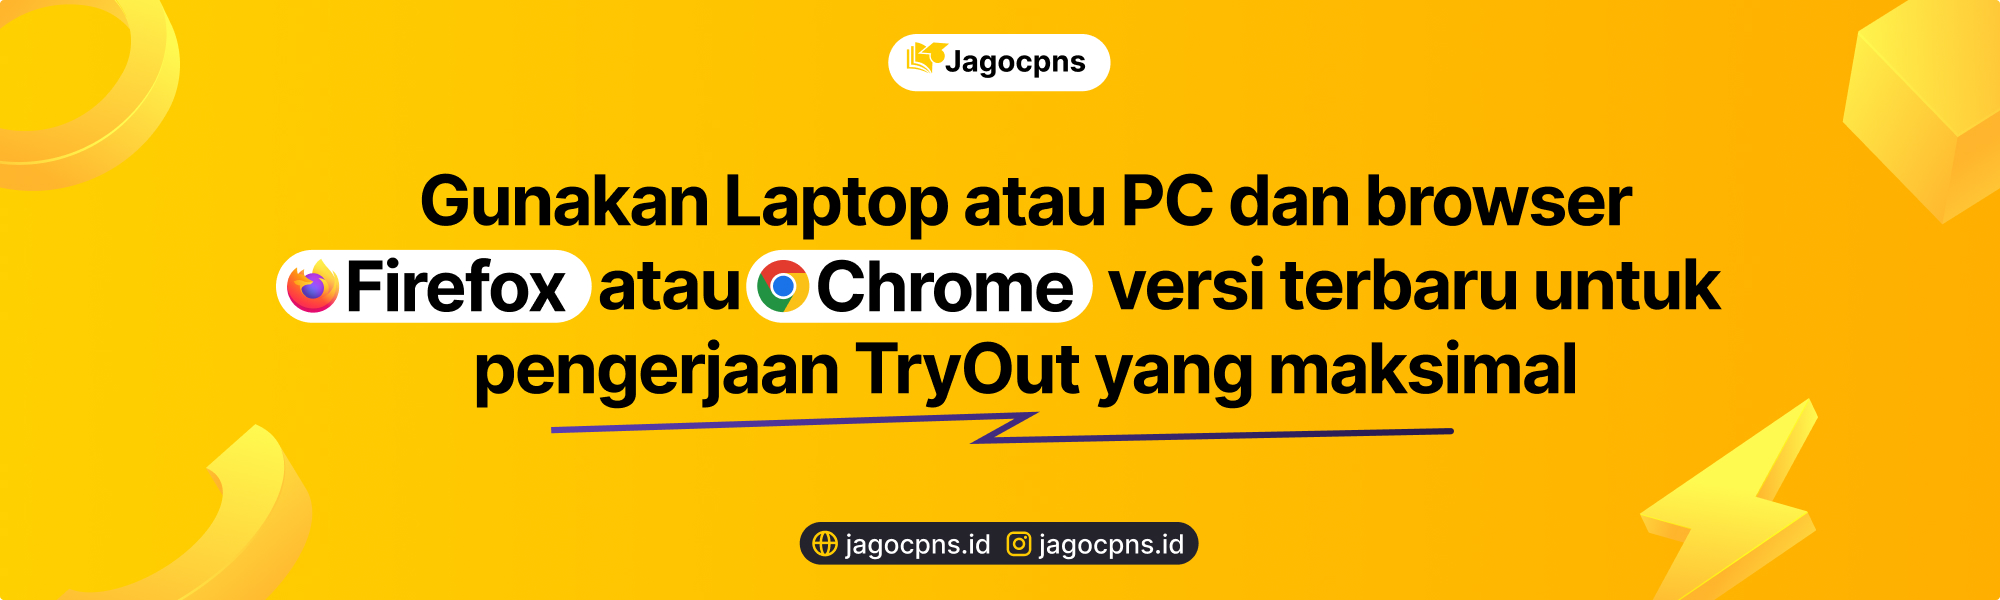 Jagocpns
Gunakan Laptop atau PC dan browser
Firefox atau Chrome versi terbaru untuk
pengerjaan TryOut yang maksimal
jagocpns.id jagocpns.id